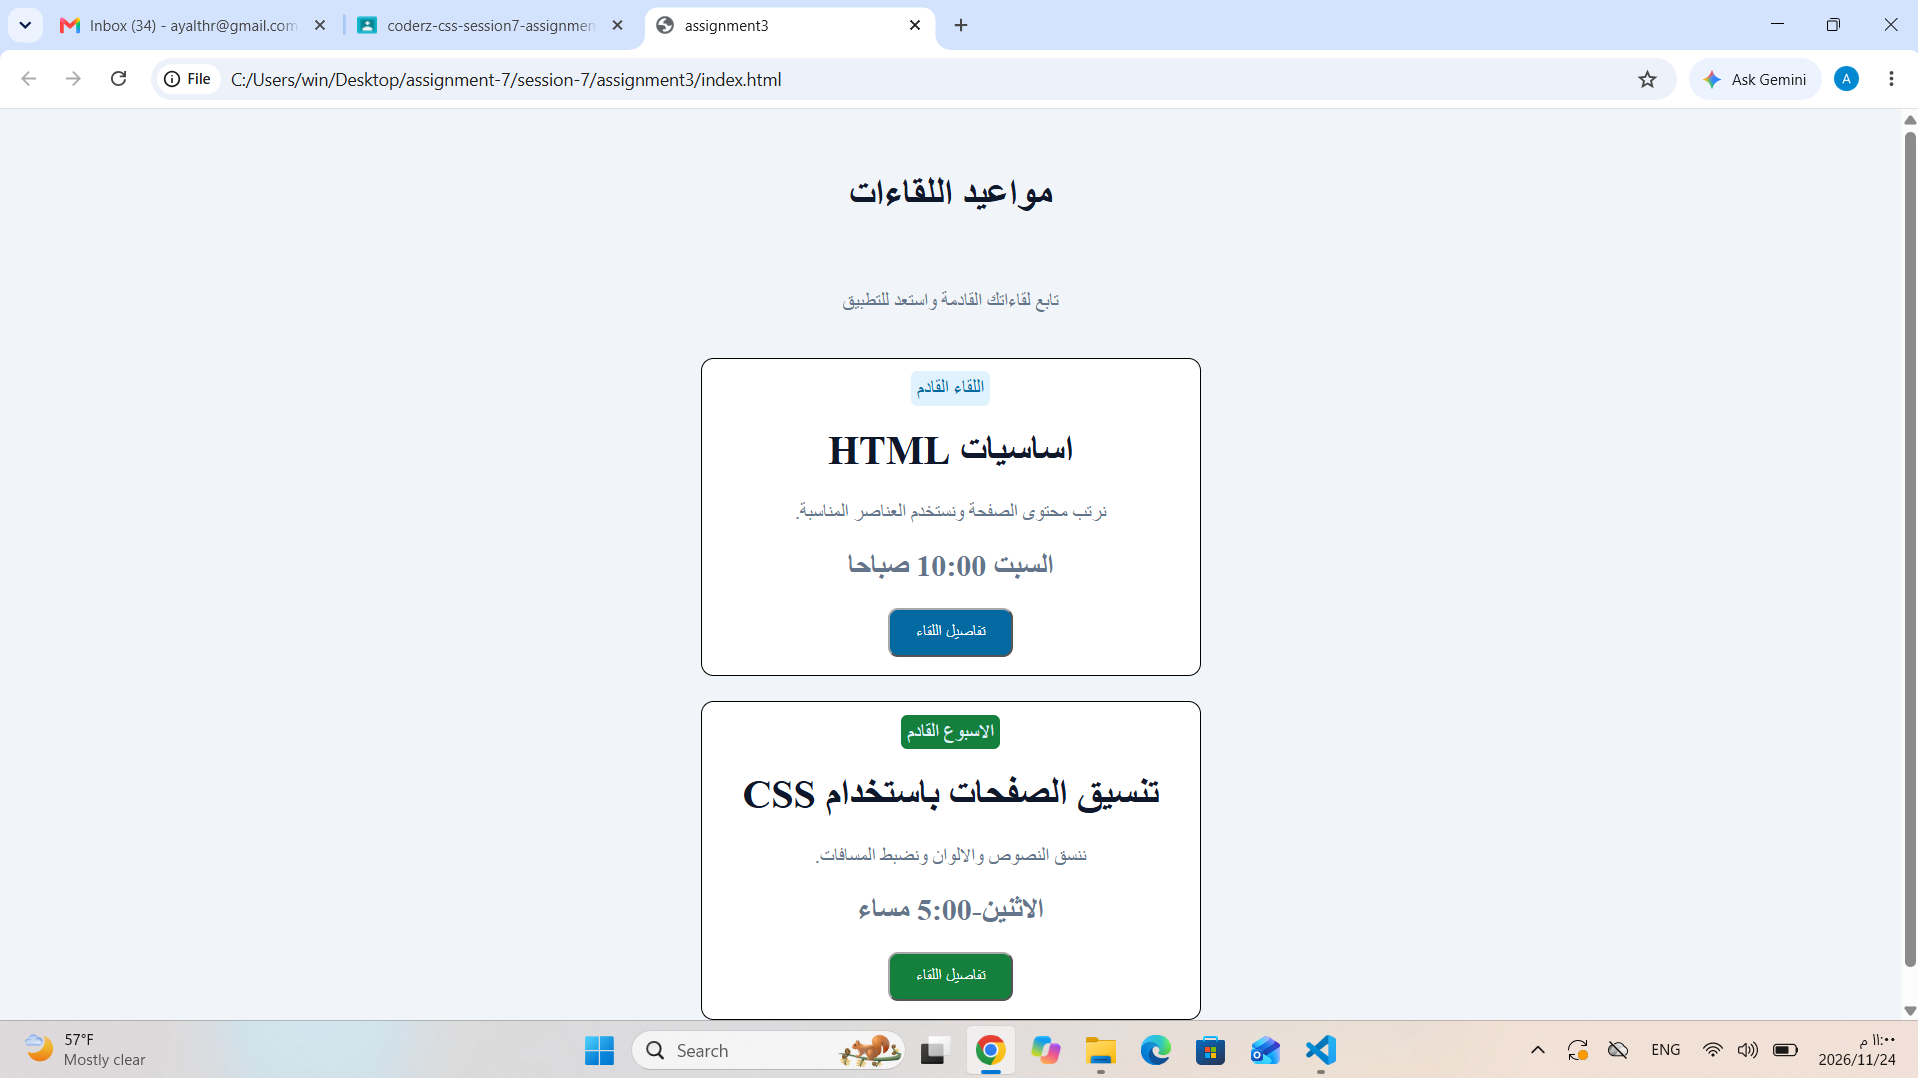 Inbox (34) - ayalthr@gmail.com
coderz-css-session7-assignmen
assignment3
File
C:/Users/win/Desktop/assignment-7/session-7/assignment3/index.html
Ask Gemini
A
مواعيد اللقاءات
تابع لقاءاتك القادمة واستعد للتطبيق
اللقاء القادم
اساسيات HTML
نرتب محتوى الصفحة ونستخدم العناصر المناسبة.
السبت 10:00 صباحا
تفاصيل اللقاء
الاسبوع القادم
تنسيق الصفحات باستخدام CSS
ننسق النصوص والالوان ونضبط المسافات.
الاثنين-5:00 مساء
تفاصيل اللقاء
57°F
Mostly clear
Search
ENG
١١:٠٠ م
2026/11/24